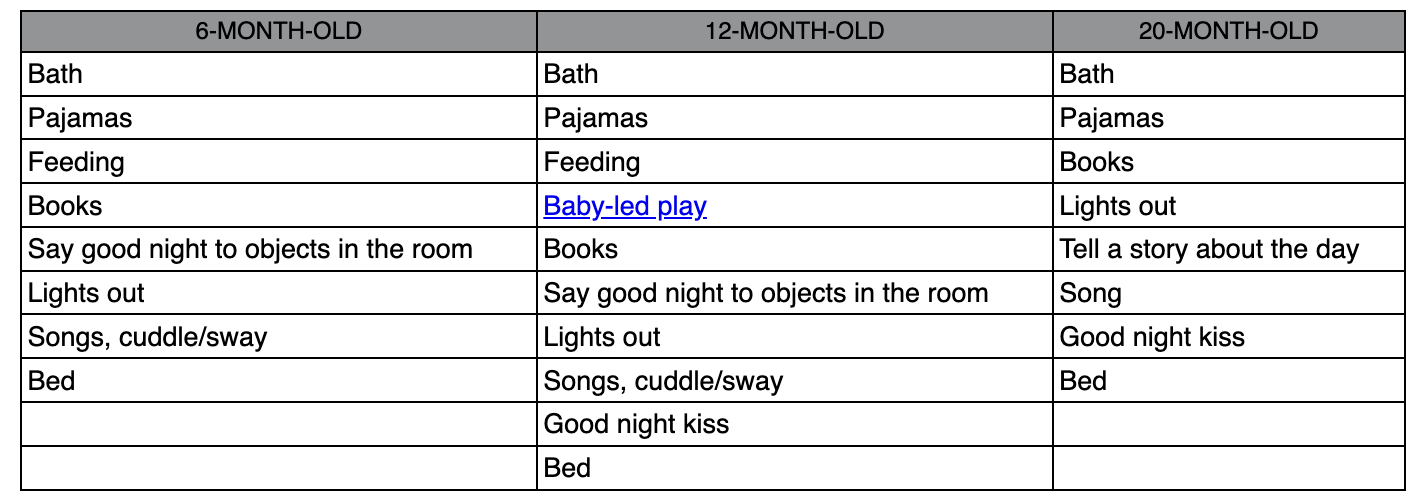 6-MONTH-OLD 12-MONTH-OLD 20-MONTH-OLD
Bath Bath Bath
Pajamas Pajamas Pajamas
Feeding Feeding Books
Books Baby-led play Lights out
Say good night to objects in the room Books Tell a story about the day
Lights out Say good night to objects in the room Song
Songs, cuddle/sway Lights out Good night kiss
Bed Songs, cuddle/sway Bed
Good night kiss
Bed